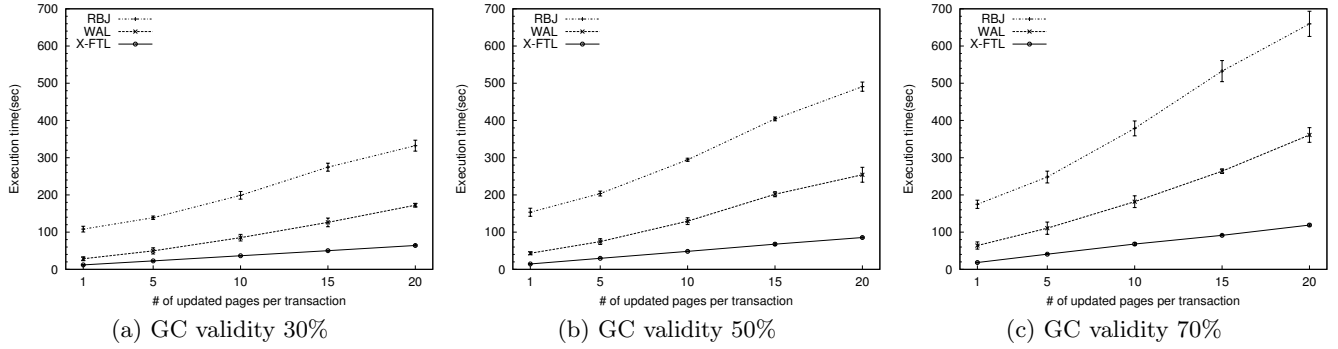 700
600
500
400
300
200
100
0
Execution time(sec)
RBJ
WAL
X-FTL
1 5 10 15 20
# of updated pages per transaction
(a) GC validity 30%
700
600
500
400
300
200
100
0
Execution time(sec)
RBJ
WAL
X-FTL
1 5 10 15 20
# of updated pages per transaction
(b) GC validity 50%
700
600
500
400
300
200
100
0
Execution time(sec)
RBJ
WAL
X-FTL
1 5 10 15 20
# of updated pages per transaction
(c) GC validity 70%